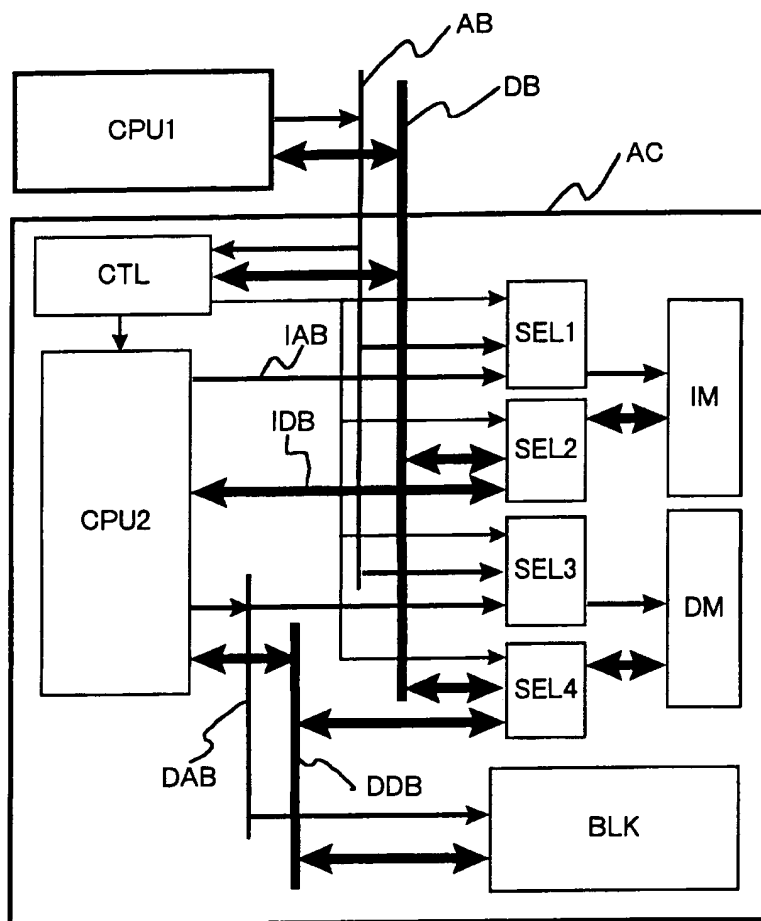 AB
DB
CPU1
AC
CTL
IAB
SEL1
IM
IDB
SEL2
CPU2
SEL3
DM
SEL4
DAB
DDB
BLK